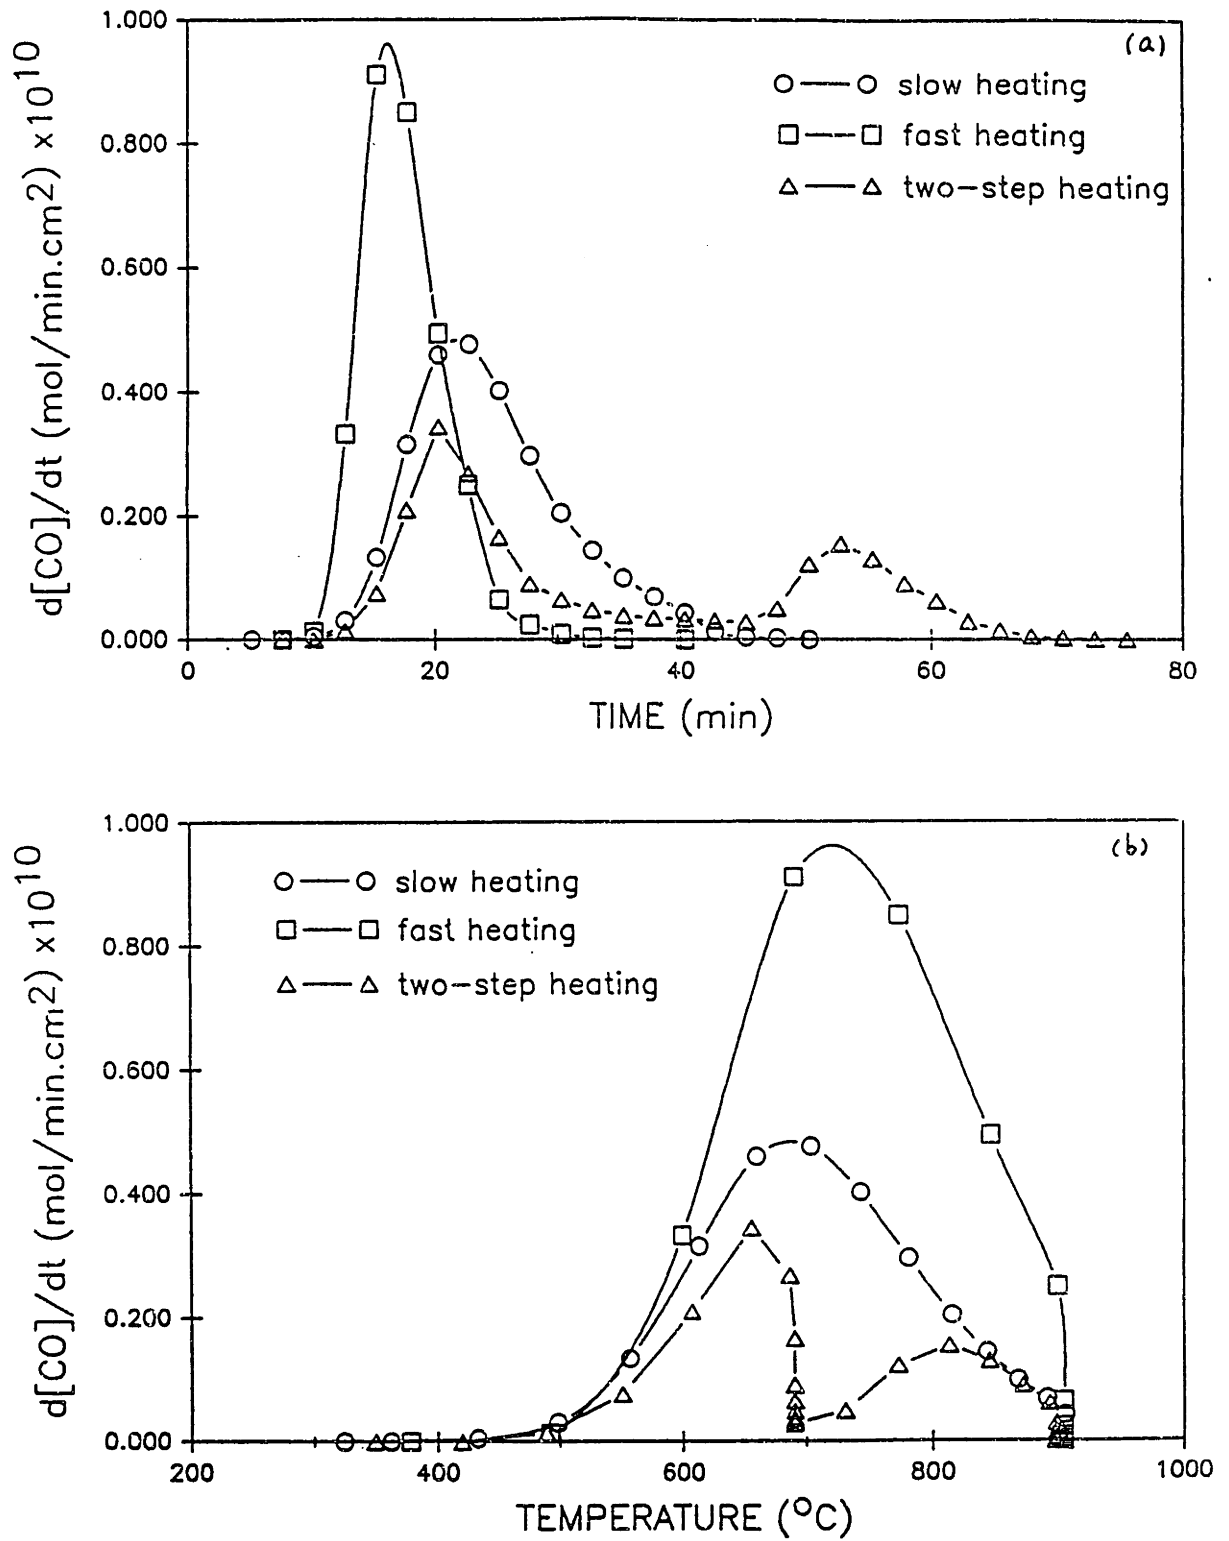 (a)
d[CO]/dt (mol/min.cm2) x10^10
1.000
0.800
0.600
0.400
0.200
0.000
slow heating
fast heating
two-step heating
0 20 40 60 80
TIME (min)
(b)
d[CO]/dt (mol/min.cm2) x10^10
1.000
0.800
0.600
0.400
0.200
0.000
slow heating
fast heating
two-step heating
200 400 600 800 1000
TEMPERATURE (°C)